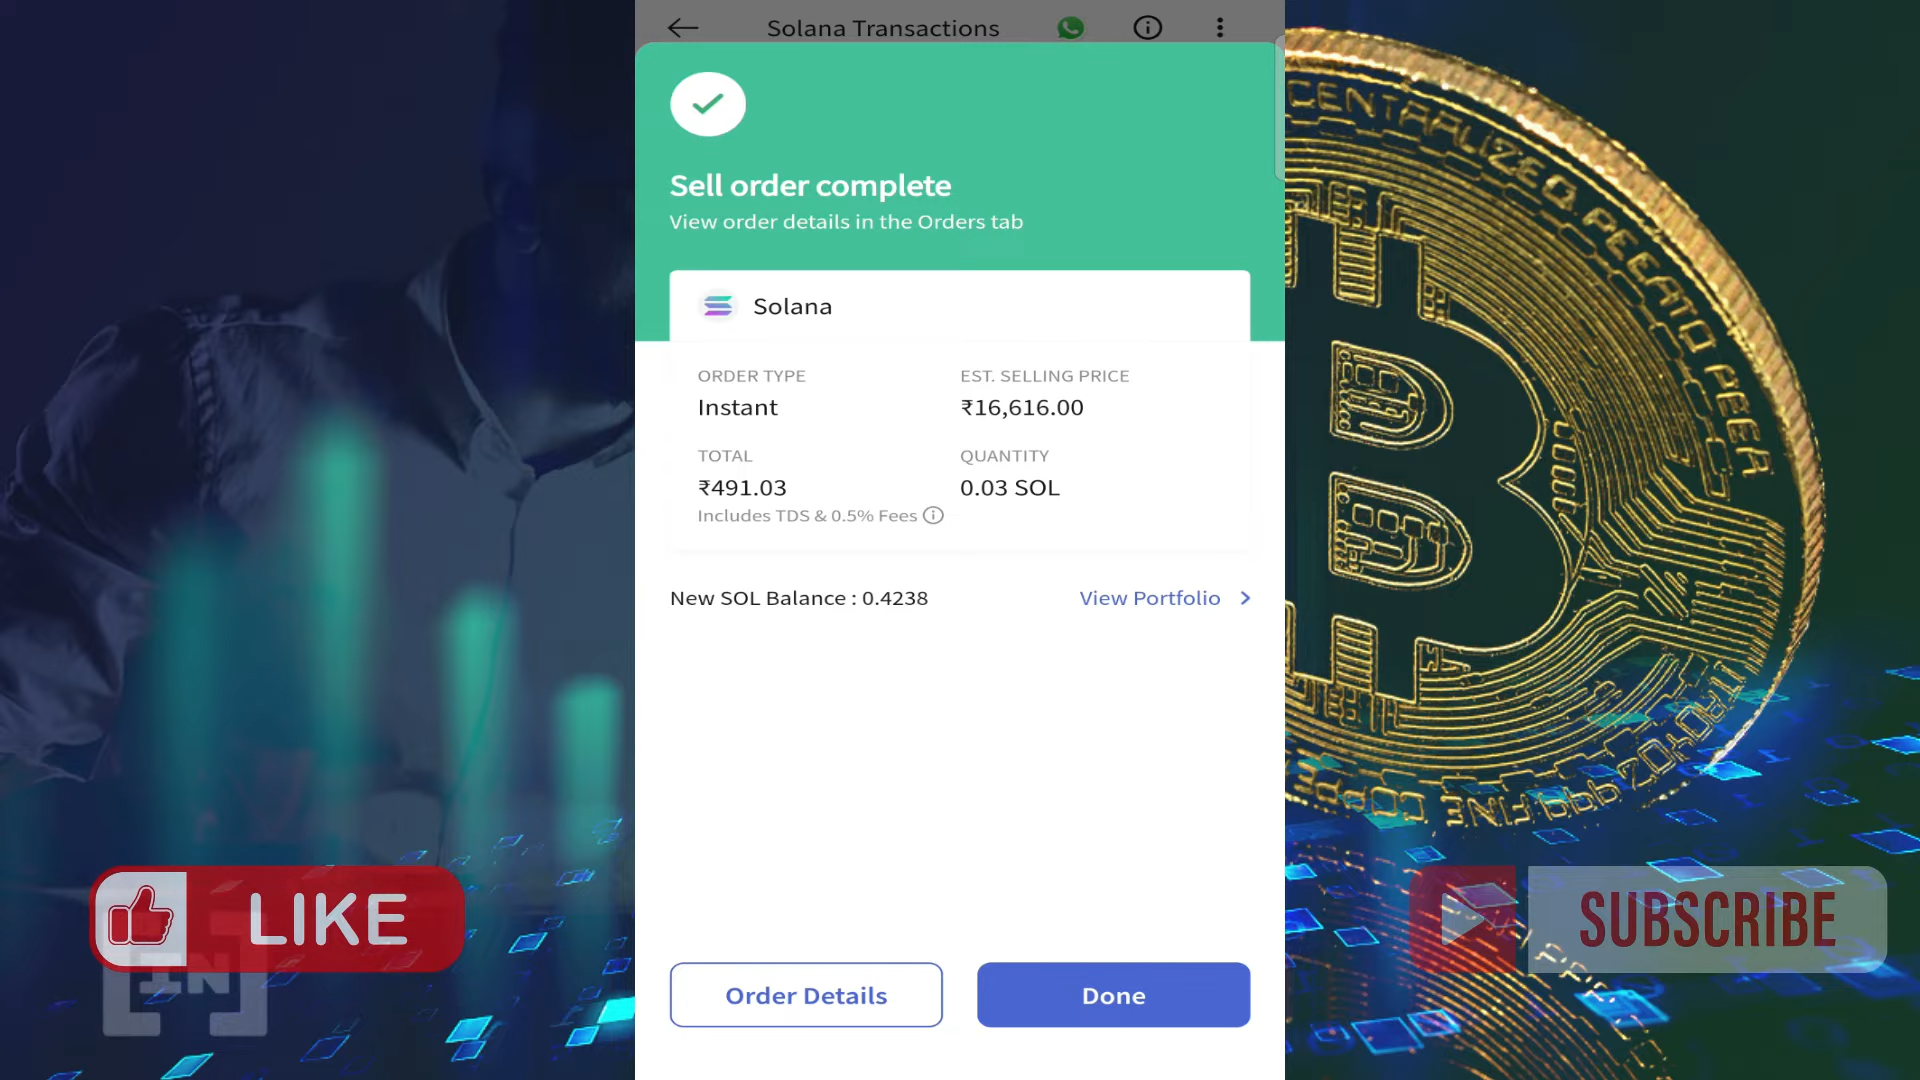 Solana Transactions
Sell order complete
View order details in the Orders tab
Solana
ORDER TYPE
Instant
EST. SELLING PRICE
₹16,616.00
TOTAL
₹491.03
Includes TDS & 0.5% Fees
QUANTITY
0.03 SOL
New SOL Balance : 0.4238
View Portfolio
Order Details
Done
LIKE
IN
SUBSCRIBE